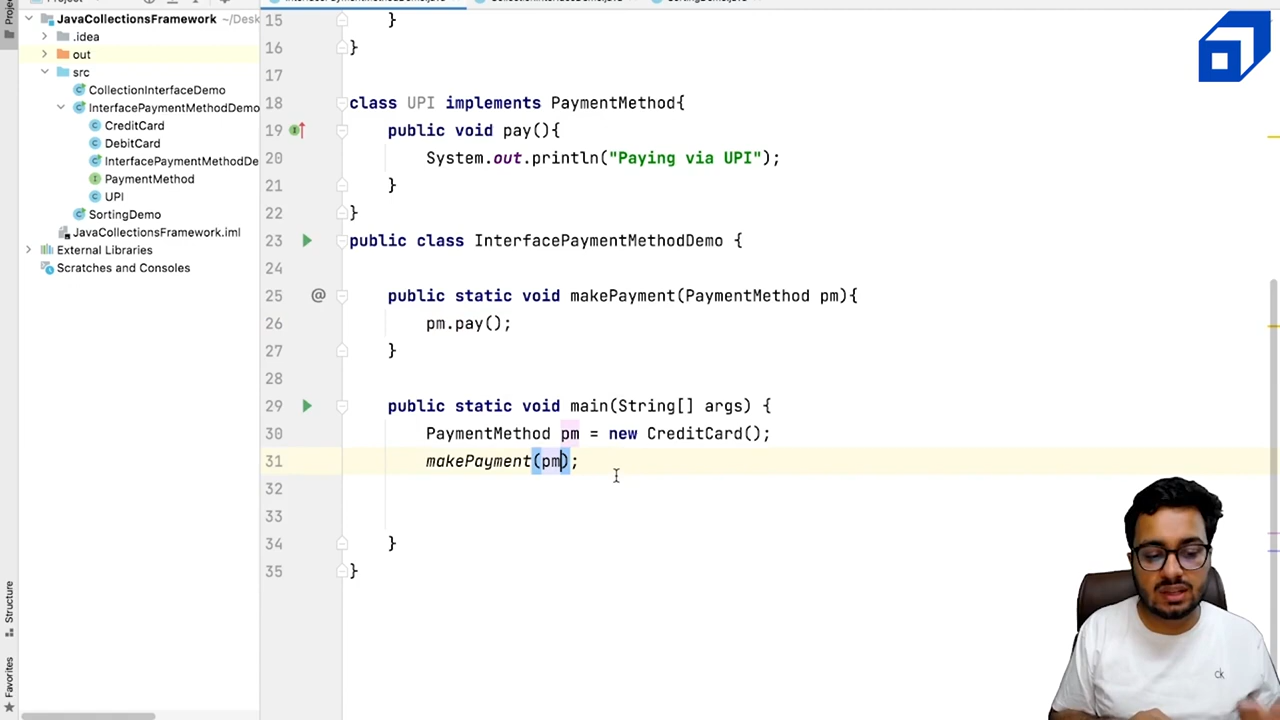 JavaCollectionsFramework ~/Desk
.idea
out
src
CollectionInterfaceDemo
InterfacePaymentMethodDemo
CreditCard
DebitCard
InterfacePaymentMethodDe
PaymentMethod
UPI
SortingDemo
JavaCollectionsFramework.iml
External Libraries
Scratches and Consoles
Structure
Favorites
15 }
16 }
17
18 class UPI implements PaymentMethod{
19 public void pay(){
20 System.out.println("Paying via UPI");
21 }
22 }
23 public class InterfacePaymentMethodDemo {
24
25 @ public static void makePayment(PaymentMethod pm){
26 pm.pay();
27 }
28
29 public static void main(String[] args) {
30 PaymentMethod pm = new CreditCard();
31 makePayment(pm);
32
33
34 }
35 }
ck